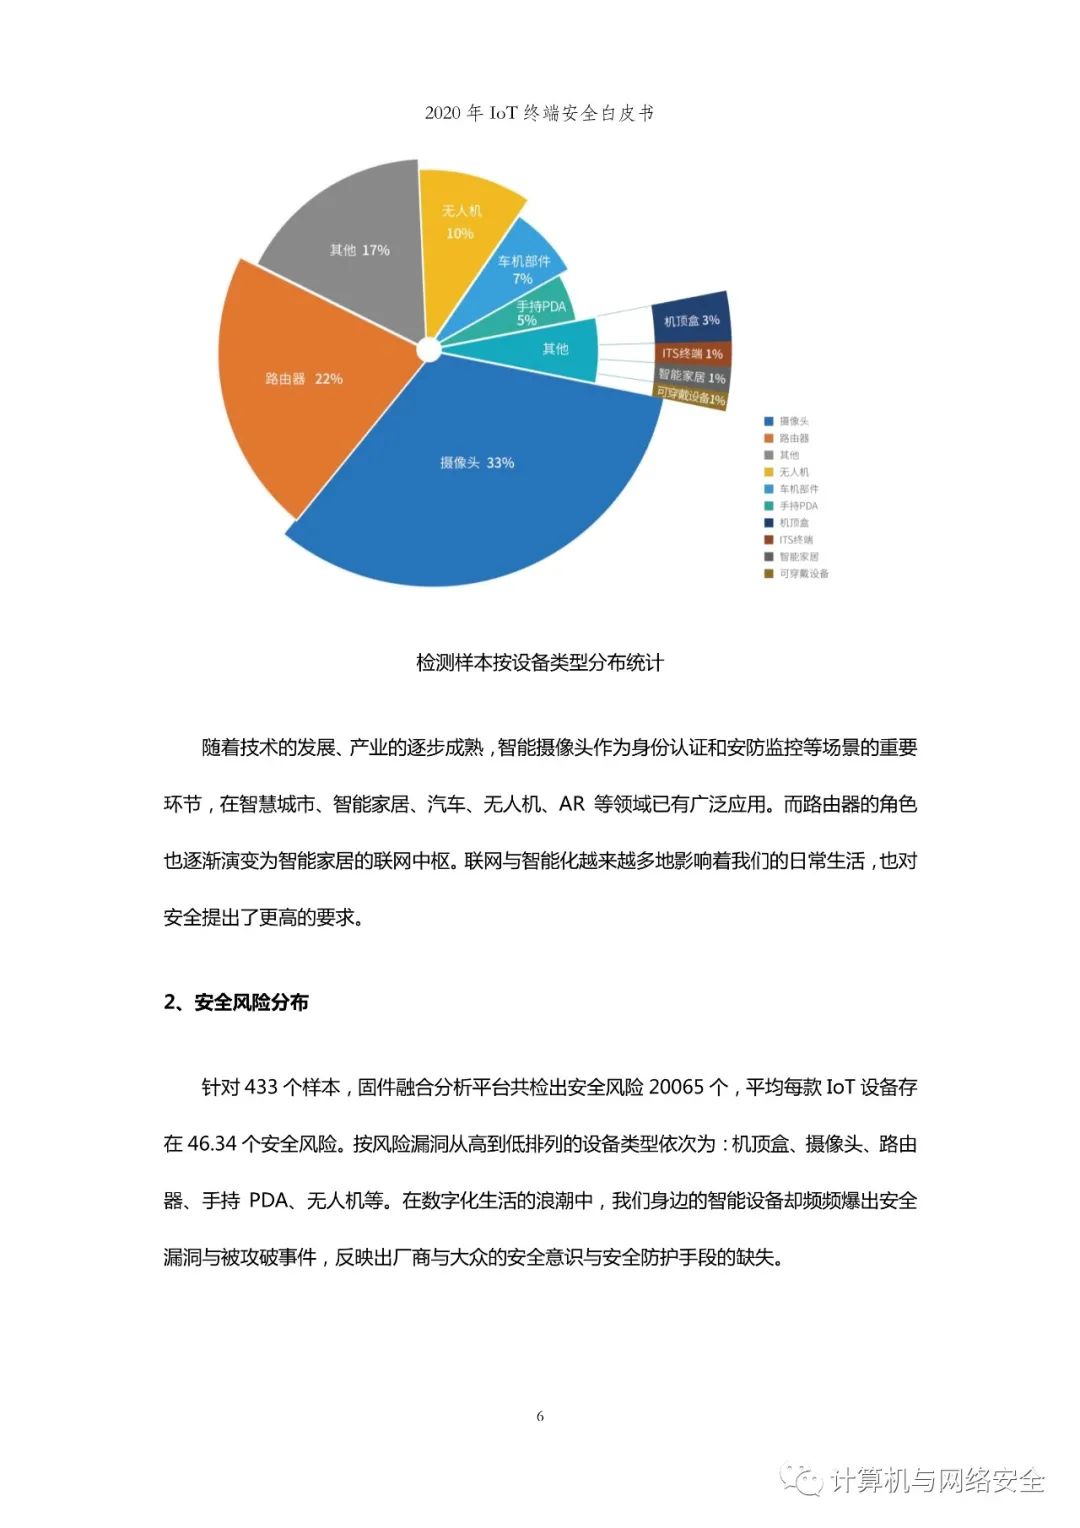 2020 年 IoT 终端安全白皮书
无人机
10%
其他 17%
车机部件
7%
手持PDA
5%
其他
机顶盒 3%
ITS终端 1%
智能家居 1%
可穿戴设备1%
路由器 22%
摄像头 33%
摄像头
路由器
其他
无人机
车机部件
手持PDA
机顶盒
ITS终端
智能家居
可穿戴设备
检测样本按设备类型分布统计
随着技术的发展、产业的逐步成熟，智能摄像头作为身份认证和安防监控等场景的重要
环节，在智慧城市、智能家居、汽车、无人机、AR 等领域已有广泛应用。而路由器的角色
也逐渐演变为智能家居的联网中枢。联网与智能化越来越多地影响着我们的日常生活，也对
安全提出了更高的要求。
2、安全风险分布
针对 433 个样本，固件融合分析平台共检出安全风险 20065 个，平均每款 IoT 设备存
在 46.34 个安全风险。按风险漏洞从高到低排列的设备类型依次为：机顶盒、摄像头、路由
器、手持 PDA、无人机等。在数字化生活的浪潮中，我们身边的智能设备却频频爆出安全
漏洞与被攻破事件，反映出厂商与大众的安全意识与安全防护手段的缺失。
6
计算机与网络安全